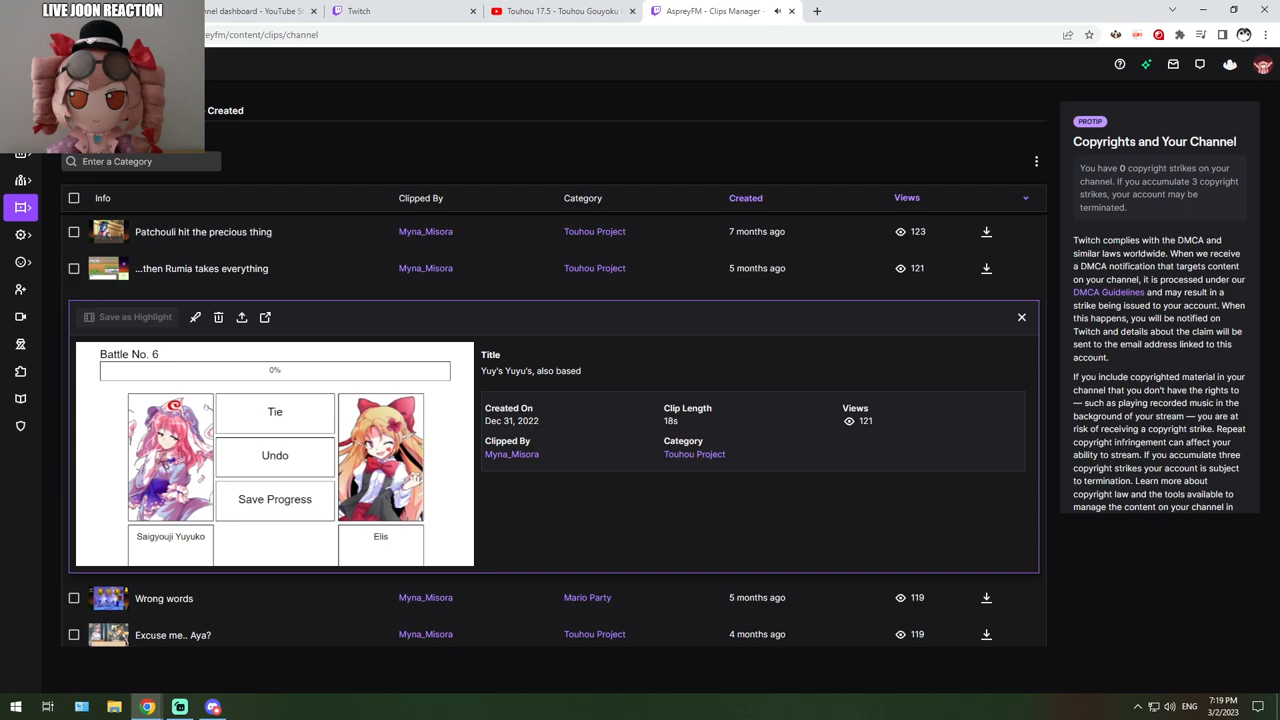 LIVE JOON REACTION
nnel dashboard - YouTube S
Twitch
Touhou 17.5 - Touhou Gouyoku I
AspreyFM - Clips Manager -
preyfm/content/clips/channel
Created
Enter a Category
Info
Clipped By
Category
Created
Views
Patchouli hit the precious thing
Myna_Misora
Touhou Project
7 months ago
123
...then Rumia takes everything
Myna_Misora
Touhou Project
5 months ago
121
Save as Highlight
Battle No. 6
0%
Tie
Undo
Save Progress
Saigyouji Yuyuko
Elis
Title
Yuy's Yuyu's, also based
Created On
Clip Length
Views
Dec 31, 2022
18s
121
Clipped By
Category
Myna_Misora
Touhou Project
Wrong words
Myna_Misora
Mario Party
5 months ago
119
Excuse me.. Aya?
Myna_Misora
Touhou Project
4 months ago
119
PROTIP
Copyrights and Your Channel
You have 0 copyright strikes on
your channel. If you accumulate 3 copyright
strikes, your account may be
terminated.
Twitch complies with the DMCA and
similar laws worldwide. When we receive
a DMCA notification that targets content
on your channel, it is processed under our
DMCA Guidelines and may result in a
strike being issued to your account. When
this happens, you will be notified on
Twitch and details about the claim will be
sent to the email address linked to this
account.
If you include copyrighted material in your
channel that you don't have the rights to
— such as playing recorded music in the
background of your stream — you are at
risk of receiving a copyright strike. Repeat
copyright infringement can affect your
ability to stream. If you accumulate three
copyright strikes your account is subject
to termination. Learn more about
copyright law and the tools available to
manage the content on your channel in
7:19 PM
3/2/2023